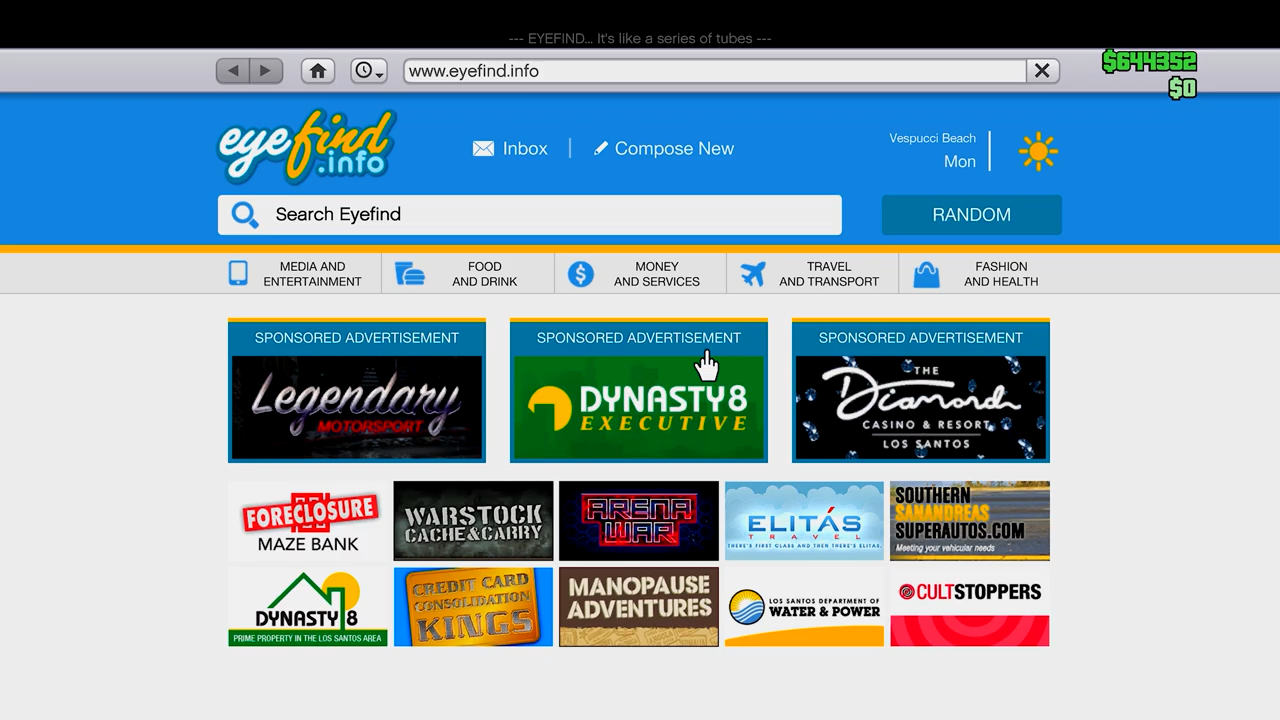 --- EYEFIND... It's like a series of tubes ---
www.eyefind.info
$644352
$0
eyefind
.info
Inbox
Compose New
Vespucci Beach
Mon
Search Eyefind
RANDOM
MEDIA AND
ENTERTAINMENT
FOOD
AND DRINK
MONEY
AND SERVICES
TRAVEL
AND TRANSPORT
FASHION
AND HEALTH
SPONSORED ADVERTISEMENT
Legendary
MOTORSPORT
SPONSORED ADVERTISEMENT
DYNASTY8
EXECUTIVE
SPONSORED ADVERTISEMENT
THE
Diamond
CASINO & RESORT
LOS SANTOS
FORECLOSURE
MAZE BANK
WARSTOCK
CACHE&CARRY
ARENA
WAR
ELITÁS
TRAVEL
THERE'S FIRST CLASS AND THEN THERE'S ELITAS.
SOUTHERN
SANANDREAS
SUPERAUTOS.COM
Meeting your vehicular needs
DYNASTY 8
PRIME PROPERTY IN THE LOS SANTOS AREA
CREDIT CARD
CONSOLIDATION
KINGS
MANOPAUSE
ADVENTURES
LOS SANTOS DEPARTMENT OF
WATER & POWER
CULTSTOPPERS